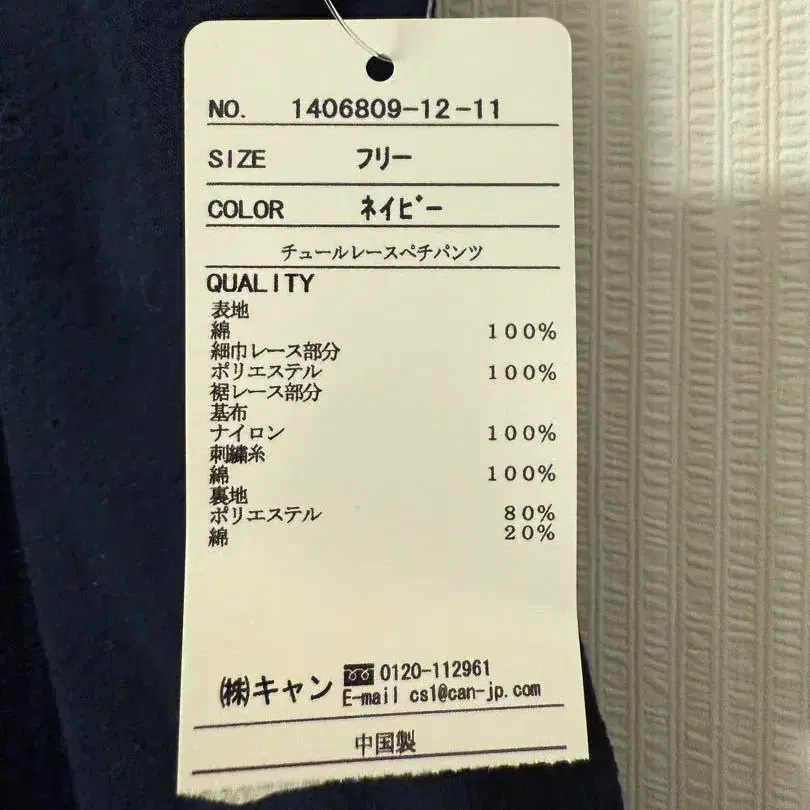 NO. 1406809-12-11
SIZE フリー
COLOR ネイビー
チュールレースペチパンツ
QUALITY
表地
綿 100%
細巾レース部分
ポリエステル 100%
裾レース部分
基布
ナイロン 100%
刺繍糸
綿 100%
裏地
ポリエステル 80%
綿 20%
㈱キャン 0120-112961
E-mail cs1@can-jp.com
中国製